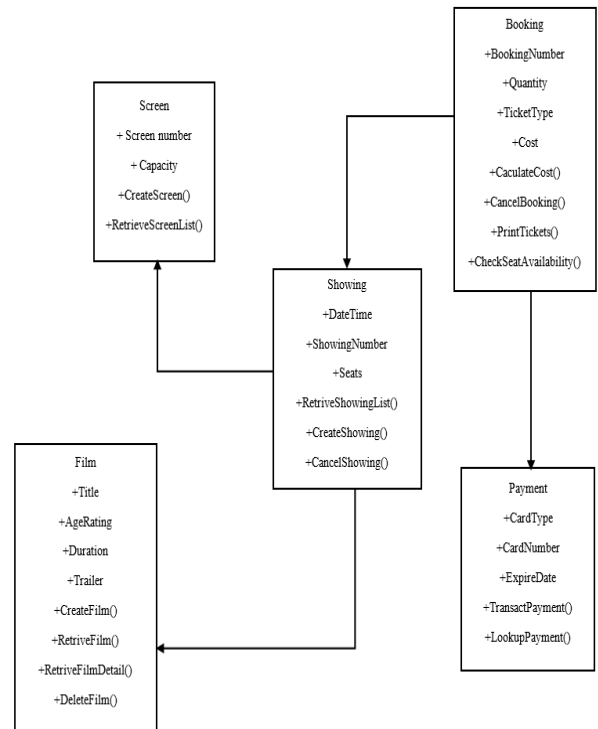 Booking
+BookingNumber
+Quantity
+TicketType
+Cost
+CaculateCost()
+CancelBooking()
+PrintTickets()
+CheckSeatAvailability()
Screen
+ Screen number
+ Capacity
+CreateScreen()
+RetrieveScreenList()
Showing
+DateTime
+ShowingNumber
+Seats
+RetriveShowingList()
+CreateShowing()
+CancelShowing()
Film
+Title
+AgeRating
+Duration
+Trailer
+CreateFilm()
+RetriveFilm()
+RetriveFilmDetail()
+DeleteFilm()
Payment
+CardType
+CardNumber
+ExpireDate
+TransactPayment()
+LookupPayment()